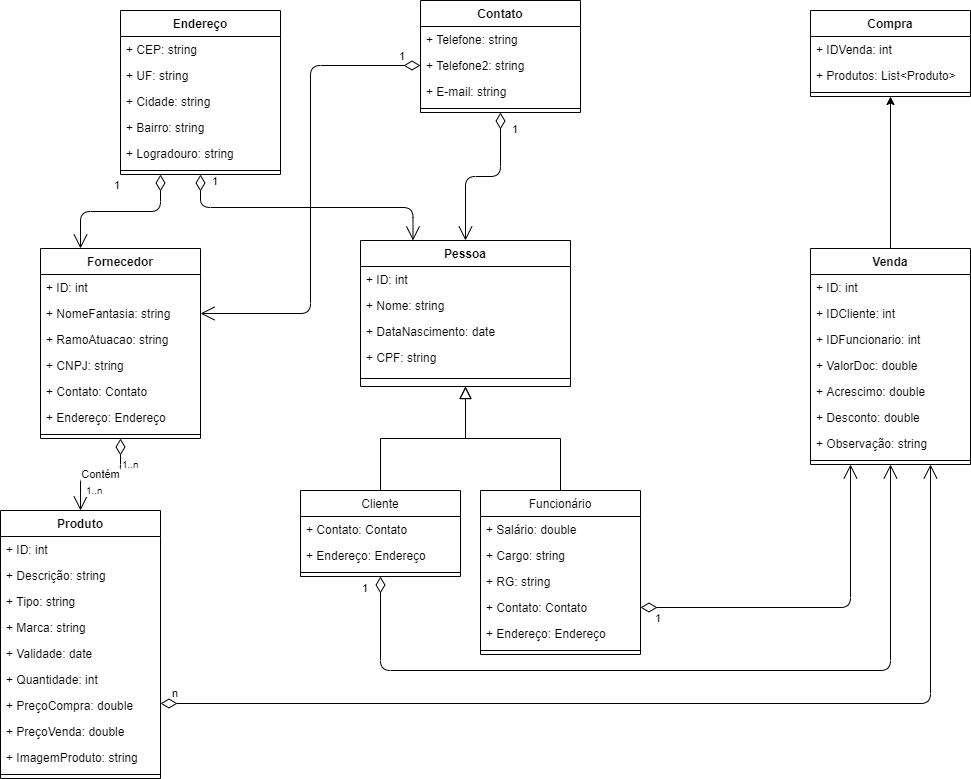 Endereço
+ CEP: string
+ UF: string
+ Cidade: string
+ Bairro: string
+ Logradouro: string
1
1
Contato
+ Telefone: string
+ Telefone2: string
+ E-mail: string
1
1
Compra
+ IDVenda: int
+ Produtos: List<Produto>
Fornecedor
+ ID: int
+ NomeFantasia: string
+ RamoAtuacao: string
+ CNPJ: string
+ Contato: Contato
+ Endereço: Endereço
1..n
Contém
1..n
Pessoa
+ ID: int
+ Nome: string
+ DataNascimento: date
+ CPF: string
Venda
+ ID: int
+ IDCliente: int
+ IDFuncionario: int
+ ValorDoc: double
+ Acrescimo: double
+ Desconto: double
+ Observação: string
Produto
+ ID: int
+ Descrição: string
+ Tipo: string
+ Marca: string
+ Validade: date
+ Quantidade: int
+ PreçoCompra: double
+ PreçoVenda: double
+ ImagemProduto: string
n
Cliente
+ Contato: Contato
+ Endereço: Endereço
1
Funcionário
+ Salário: double
+ Cargo: string
+ RG: string
+ Contato: Contato
+ Endereço: Endereço
1